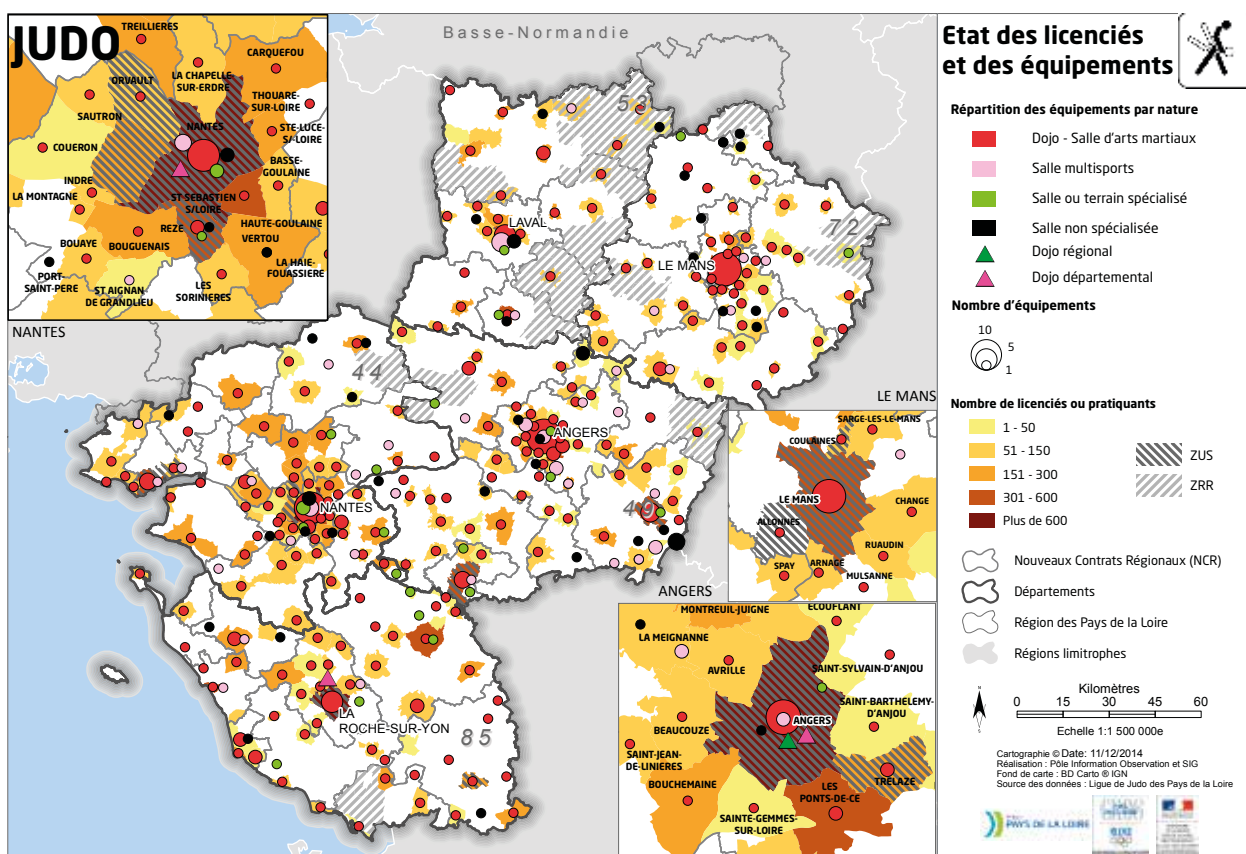 JUDO
TREILLIERES
CARQUEFOU
LA CHAPELLE-
SUR-ERDRE
ORVAULT
THOUARE-
SUR-LOIRE
SAUTRON
NANTES
STE-LUCE-
S/-LOIRE
COUERON
BASSE-
GOULAINE
INDRE
LA MONTAGNE
ST SEBASTIEN
S/LOIRE
REZE
HAUTE-GOULAINE
BOUAYE
BOUGUENAIS
VERTOU
LA HAIE-
FOUASSIERE
PORT-
SAINT-PERE
ST AIGNAN
DE GRANDLIEU
LES
SORINIERES
NANTES
Basse-Normandie
53
LAVAL
72
LE MANS
44
ANGERS
NANTES
49
LA
ROCHE-SUR-YON
85
LE MANS
SARGE-LES-LE-MANS
COULAINES
LE MANS
CHANGE
ALLONNES
RUAUDIN
SPAY
ARNAGE
MULSANNE
ANGERS
MONTREUIL-JUIGNE
ECOUFLANT
LA MEIGNANNE
AVRILLE
SAINT-SYLVAIN-D'ANJOU
SAINT-BARTHELEMY-
D'ANJOU
ANGERS
BEAUCOUZE
SAINT-JEAN-
DE-LINIERES
BOUCHEMAINE
TRELAZE
LES
PONTS-DE-CE
SAINTE-GEMMES-
SUR-LOIRE
Etat des licenciés
et des équipements
Répartition des équipements par nature
Dojo - Salle d'arts martiaux
Salle multisports
Salle ou terrain spécialisé
Salle non spécialisée
Dojo régional
Dojo départemental
Nombre d'équipements
10
5
1
Nombre de licenciés ou pratiquants
1 - 50
51 - 150
151 - 300
301 - 600
Plus de 600
ZUS
ZRR
Nouveaux Contrats Régionaux (NCR)
Départements
Région des Pays de la Loire
Régions limitrophes
Kilomètres
0 15 30 45 60
Echelle 1:1 500 000e
Cartographie © Date: 11/12/2014
Réalisation : Pôle Information Observation et SIG
Fond de carte : BD Carto ® IGN
Source des données : Ligue de Judo des Pays de la Loire
PAYS DE LA LOIRE